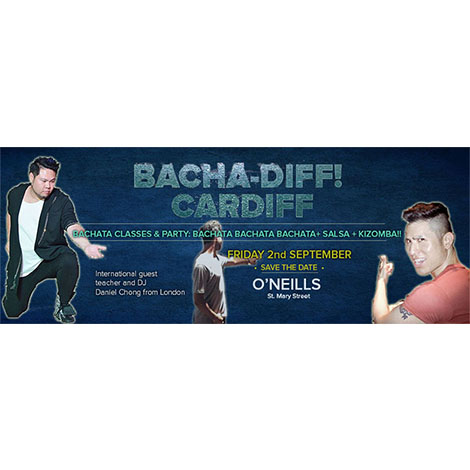 BACHA-DIFF!
CARDIFF
BACHATA CLASSES & PARTY: BACHATA BACHATA BACHATA+ SALSA + KIZOMBA!!
FRIDAY 2nd SEPTEMBER
• SAVE THE DATE •
O'NEILLS
St. Mary Street
International guest
teacher and DJ
Daniel Chong from London